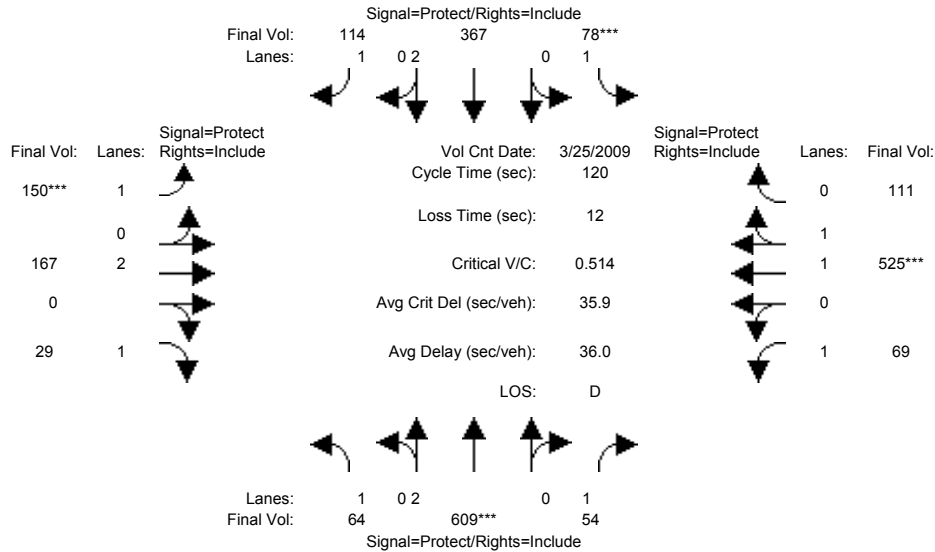 Signal=Protect/Rights=Include
Final Vol: 114 367 78***
Lanes: 1 0 2 0 1
Signal=Protect
Final Vol: Lanes: Rights=Include
Vol Cnt Date: 3/25/2009
Signal=Protect
Rights=Include Lanes: Final Vol:
Cycle Time (sec): 120
150*** 1
0 111
Loss Time (sec): 12
0
1
167 2
Critical V/C: 0.514
1 525***
0
0
Avg Crit Del (sec/veh): 35.9
0
29 1
Avg Delay (sec/veh): 36.0
1 69
LOS: D
Lanes: 1 0 2 0 1
Final Vol: 64 609*** 54
Signal=Protect/Rights=Include